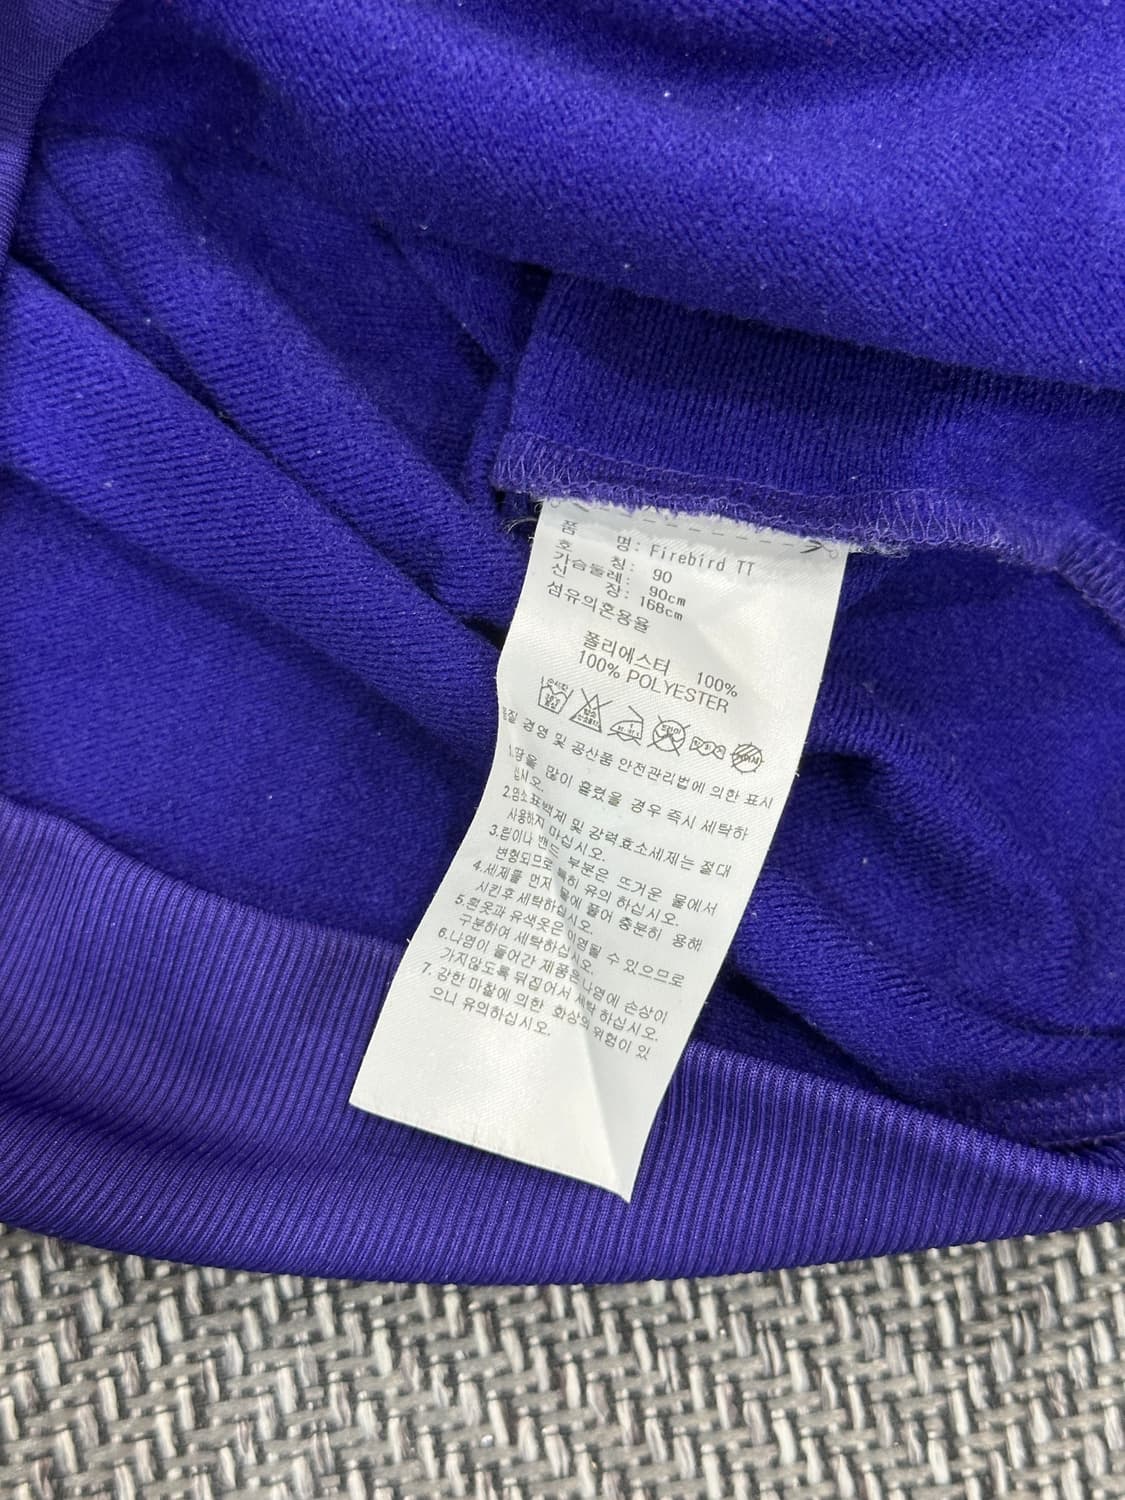 품 명: Firebird TT
호 칭: 90
가슴둘레: 90cm
신 장: 168cm
섬유의혼용율
폴리에스터 100%
100% POLYESTER
품질 경영 및 공산품 안전관리법에 의한 표시
1.땀을 많이 흘렸을 경우 즉시 세탁하
십시오.
2.염소표백제 및 강력효소세제는 절대
사용하지 마십시오.
3.립이나 밴드 부분은 뜨거운 물에서
변형되므로 특히 유의 하십시오.
4.세제를 먼저 물에 풀어 충분히 용해
시킨후 세탁하십시오.
5.흰옷과 유색옷은 이염될 수 있으므로
구분하여 세탁하십시오.
6.나염이 들어간 제품은 나염에 손상이
가지않도록 뒤집어서 세탁 하십시오.
7.강한 마찰에 의한 화상의 위험이 있
으니 유의하십시오.